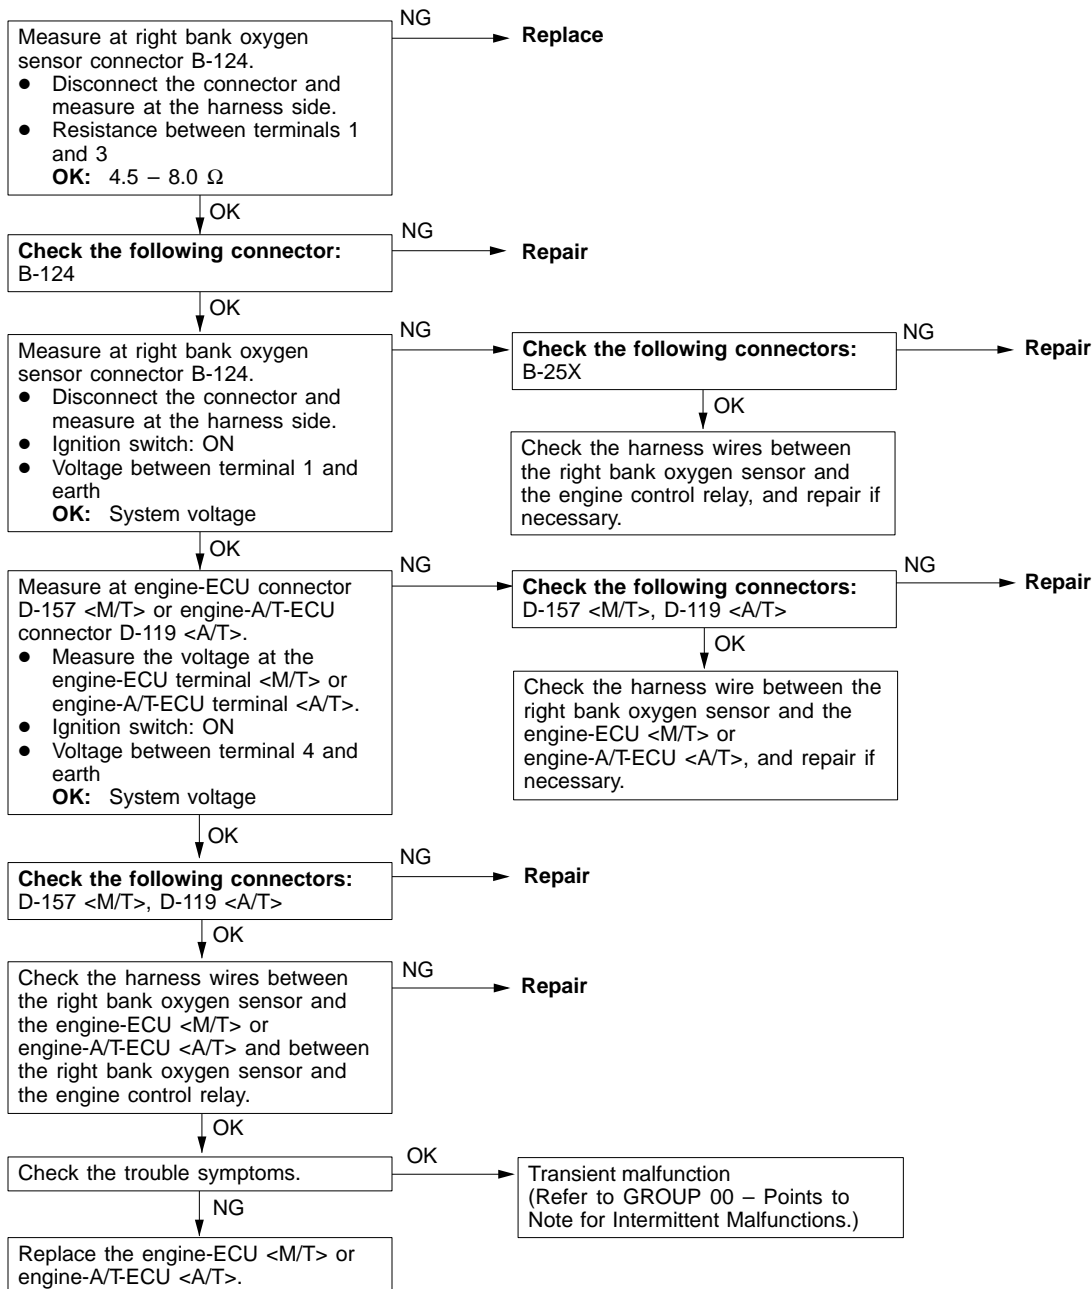 NG
Measure at right bank oxygen
sensor connector B-124.
● Disconnect the connector and
measure at the harness side.
● Resistance between terminals 1
and 3
OK: 4.5 – 8.0 Ω
Replace
OK
NG
Check the following connector:
B-124
Repair
OK
NG
Measure at right bank oxygen
sensor connector B-124.
● Disconnect the connector and
measure at the harness side.
● Ignition switch: ON
● Voltage between terminal 1 and
earth
OK: System voltage
Check the following connectors:
B-25X
NG
Repair
OK
Check the harness wires between
the right bank oxygen sensor and
the engine control relay, and repair if
necessary.
OK
NG
Measure at engine-ECU connector
D-157 <M/T> or engine-A/T-ECU
connector D-119 <A/T>.
● Measure the voltage at the
engine-ECU terminal <M/T> or
engine-A/T-ECU terminal <A/T>.
● Ignition switch: ON
● Voltage between terminal 4 and
earth
OK: System voltage
Check the following connectors:
D-157 <M/T>, D-119 <A/T>
NG
Repair
OK
Check the harness wire between the
right bank oxygen sensor and the
engine-ECU <M/T> or
engine-A/T-ECU <A/T>, and repair if
necessary.
OK
NG
Check the following connectors:
D-157 <M/T>, D-119 <A/T>
Repair
OK
NG
Check the harness wires between
the right bank oxygen sensor and
the engine-ECU <M/T> or
engine-A/T-ECU <A/T> and between
the right bank oxygen sensor and
the engine control relay.
Repair
OK
Check the trouble symptoms.
OK
Transient malfunction
(Refer to GROUP 00 – Points to
Note for Intermittent Malfunctions.)
NG
Replace the engine-ECU <M/T> or
engine-A/T-ECU <A/T>.